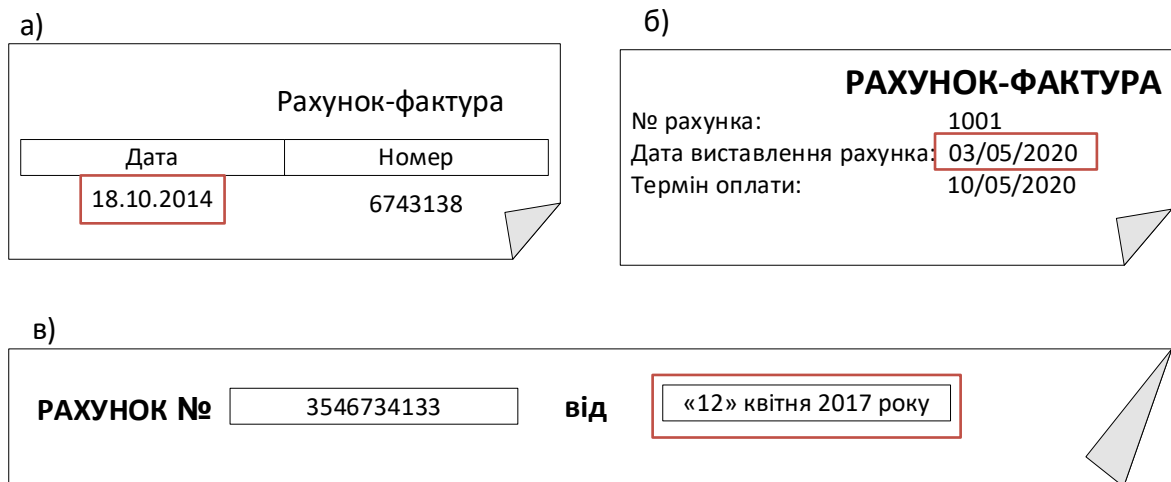 а)
Рахунок-фактура
Дата Номер
18.10.2014 6743138
б)
РАХУНОК-ФАКТУРА
№ рахунка: 1001
Дата виставлення рахунка: 03/05/2020
Термін оплати: 10/05/2020
в)
РАХУНОК № 3546734133 від «12» квітня 2017 року